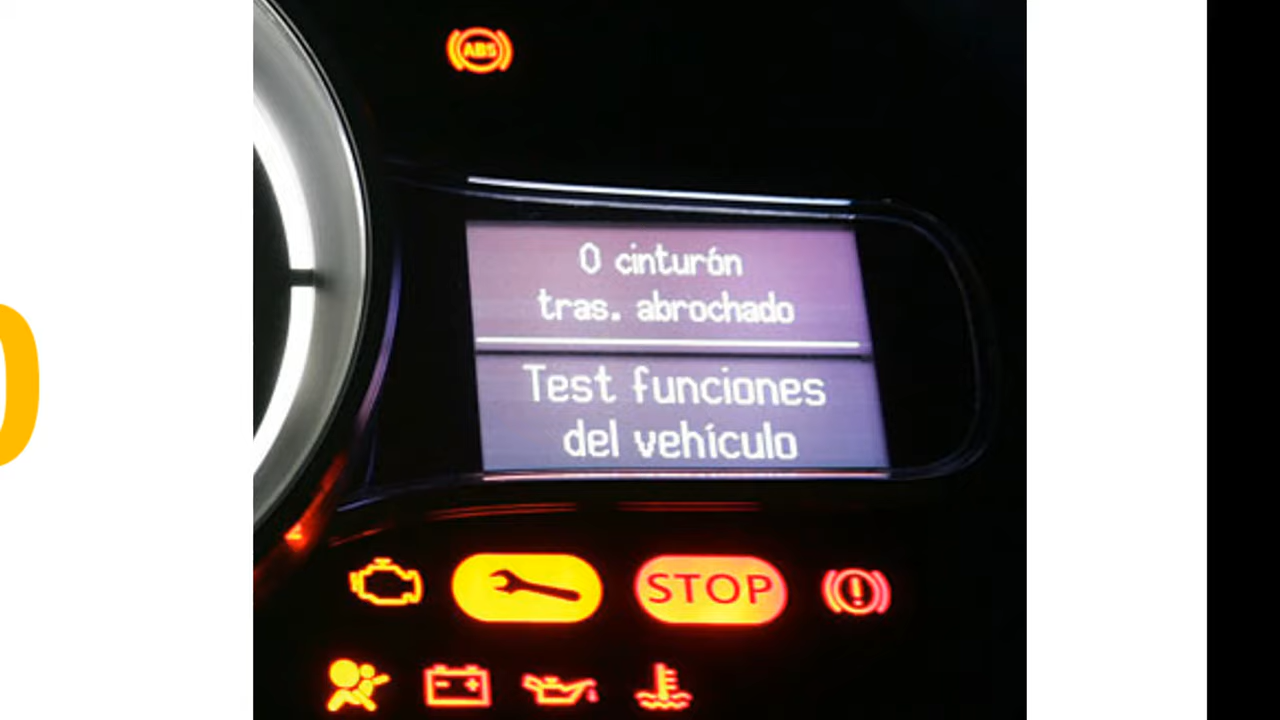 ABS
0 cinturón
tras. abrochado
Test funciones
del vehículo
STOP